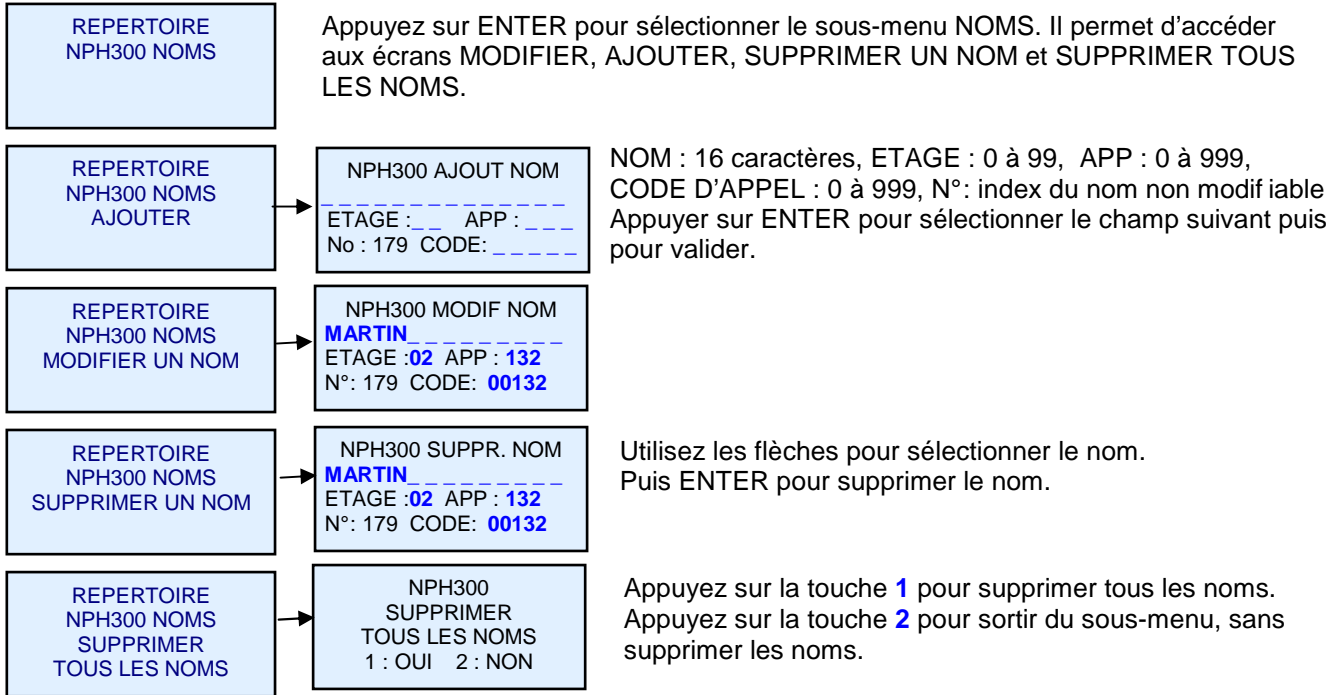 REPERTOIRE
NPH300 NOMS
Appuyez sur ENTER pour sélectionner le sous-menu NOMS. Il permet d’accéder
aux écrans MODIFIER, AJOUTER, SUPPRIMER UN NOM et SUPPRIMER TOUS
LES NOMS.
REPERTOIRE
NPH300 NOMS
AJOUTER
NPH300 AJOUT NOM
_ _ _ _ _ _ _ _ _ _ _ _ _ _
ETAGE :_ _ APP : _ _ _
No : 179 CODE: _ _ _ _ _
NOM : 16 caractères, ETAGE : 0 à 99, APP : 0 à 999,
CODE D’APPEL : 0 à 999, N°: index du nom non modif iable
Appuyer sur ENTER pour sélectionner le champ suivant puis
pour valider.
REPERTOIRE
NPH300 NOMS
MODIFIER UN NOM
NPH300 MODIF NOM
MARTIN_ _ _ _ _ _ _ _ _
ETAGE :02 APP : 132
N°: 179 CODE: 00132
REPERTOIRE
NPH300 NOMS
SUPPRIMER UN NOM
NPH300 SUPPR. NOM
MARTIN_ _ _ _ _ _ _ _ _
ETAGE :02 APP : 132
N°: 179 CODE: 00132
Utilisez les flèches pour sélectionner le nom.
Puis ENTER pour supprimer le nom.
REPERTOIRE
NPH300 NOMS
SUPPRIMER
TOUS LES NOMS
NPH300
SUPPRIMER
TOUS LES NOMS
1 : OUI 2 : NON
Appuyez sur la touche 1 pour supprimer tous les noms.
Appuyez sur la touche 2 pour sortir du sous-menu, sans
supprimer les noms.